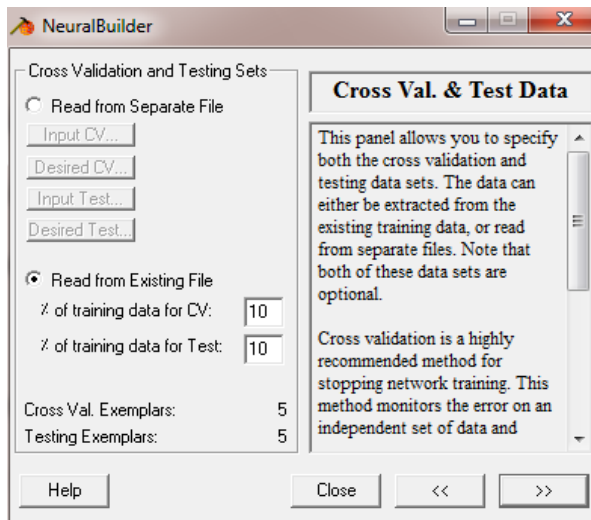 NeuralBuilder
Cross Validation and Testing Sets
Read from Separate File
Input CV...
Desired CV...
Input Test...
Desired Test...
Read from Existing File
% of training data for CV: 10
% of training data for Test: 10
Cross Val. Exemplars: 5
Testing Exemplars: 5
Cross Val. & Test Data
This panel allows you to specify
both the cross validation and
testing data sets. The data can
either be extracted from the
existing training data, or read
from separate files. Note that
both of these data sets are
optional.
Cross validation is a highly
recommended method for
stopping network training. This
method monitors the error on an
independent set of data and
Help
Close
<<
>>